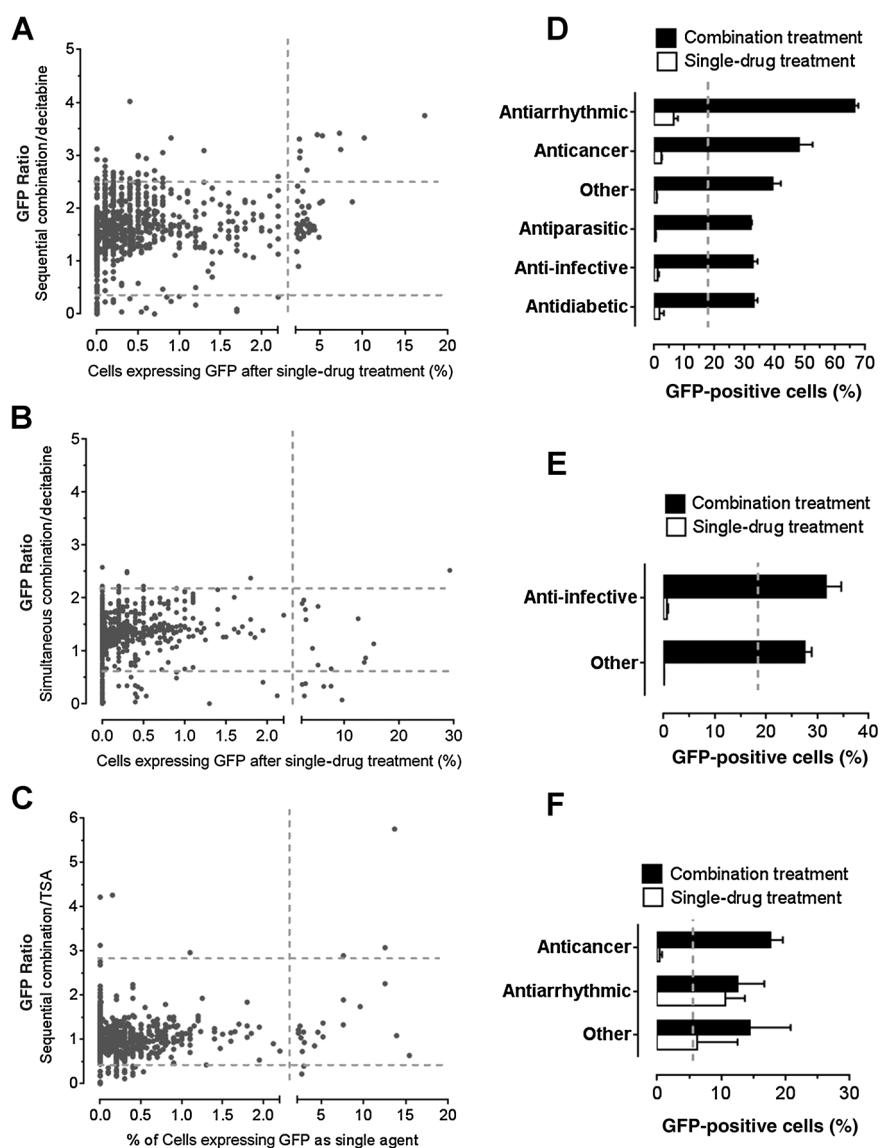 A
GFP Ratio
Sequential combination/decitabine
5
4
3
2
1
0
0.0 0.5 1.0 1.5 2.0 5 10 15 20
Cells expressing GFP after single-drug treatment (%)
B
GFP Ratio
Simultaneous combination/decitabine
5
4
3
2
1
0
0.0 0.5 1.0 1.5 2.0 10 20 30
Cells expressing GFP after single-drug treatment (%)
C
GFP Ratio
Sequential combination/TSA
6
5
4
3
2
1
0
0.0 0.5 1.0 1.5 2.0 5 10 15 20
% of Cells expressing GFP as single agent
D
Combination treatment
Single-drug treatment
Antiarrhythmic
Anticancer
Other
Antiparasitic
Anti-infective
Antidiabetic
0 10 20 30 40 50 60 70
GFP-positive cells (%)
E
Combination treatment
Single-drug treatment
Anti-infective
Other
0 10 20 30 40
GFP-positive cells (%)
F
Combination treatment
Single-drug treatment
Anticancer
Antiarrhythmic
Other
0 10 20 30
GFP-positive cells (%)